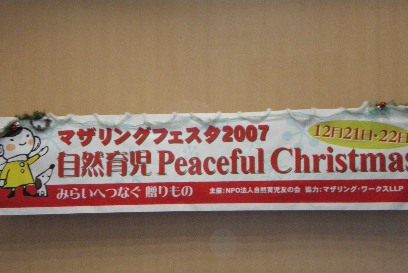 マザリングフェスタ2007
12月21日・22日
自然育児 Peaceful Christmas
みらいへつなぐ 贈りもの
主催:NPO法人自然育児友の会 協力:マザリング・ワークスLLP